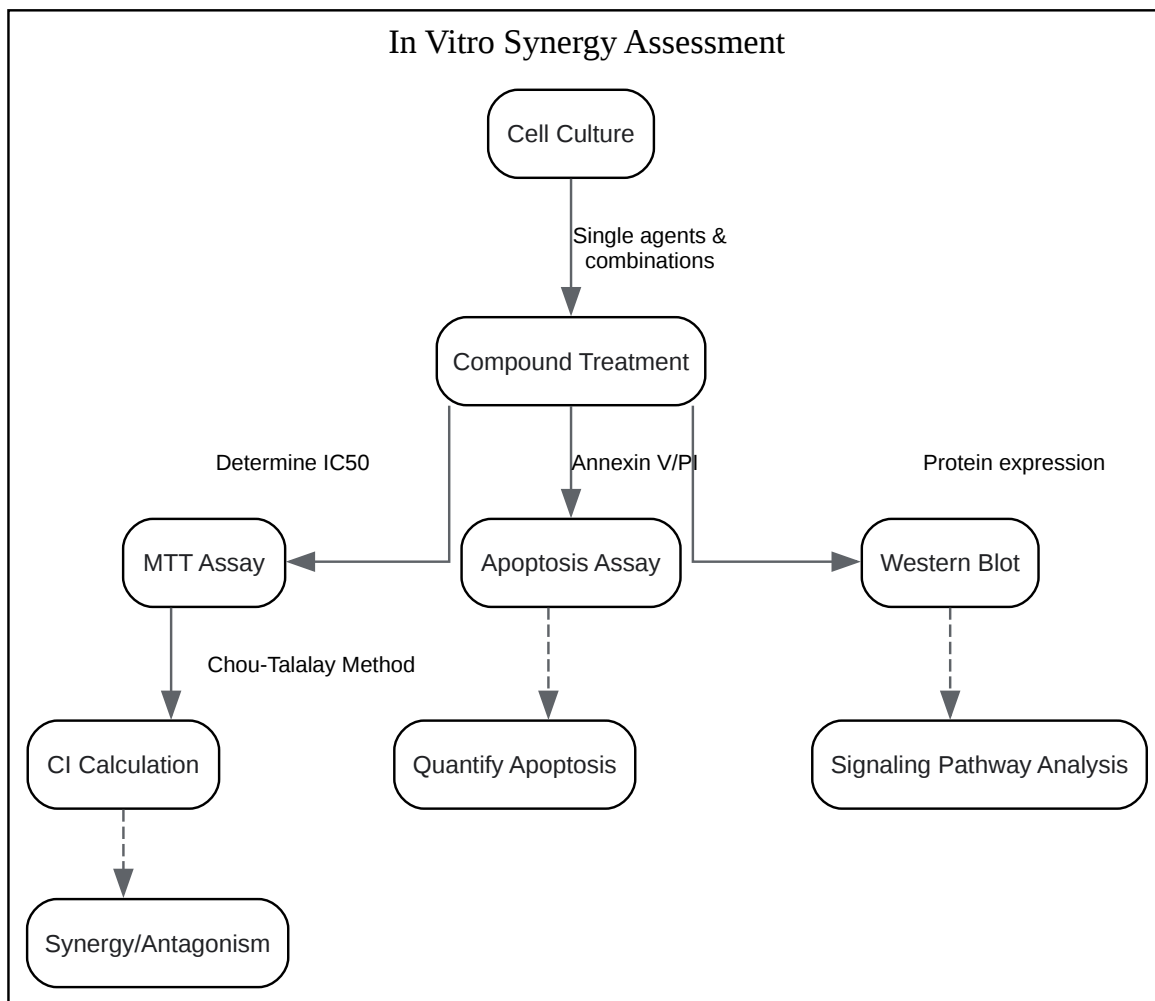 In Vitro Synergy Assessment
Cell Culture
Single agents &
combinations
Compound Treatment
Determine IC50
Annexin V/PI
Protein expression
MTT Assay
Apoptosis Assay
Western Blot
Chou-Talalay Method
CI Calculation
Quantify Apoptosis
Signaling Pathway Analysis
Synergy/Antagonism